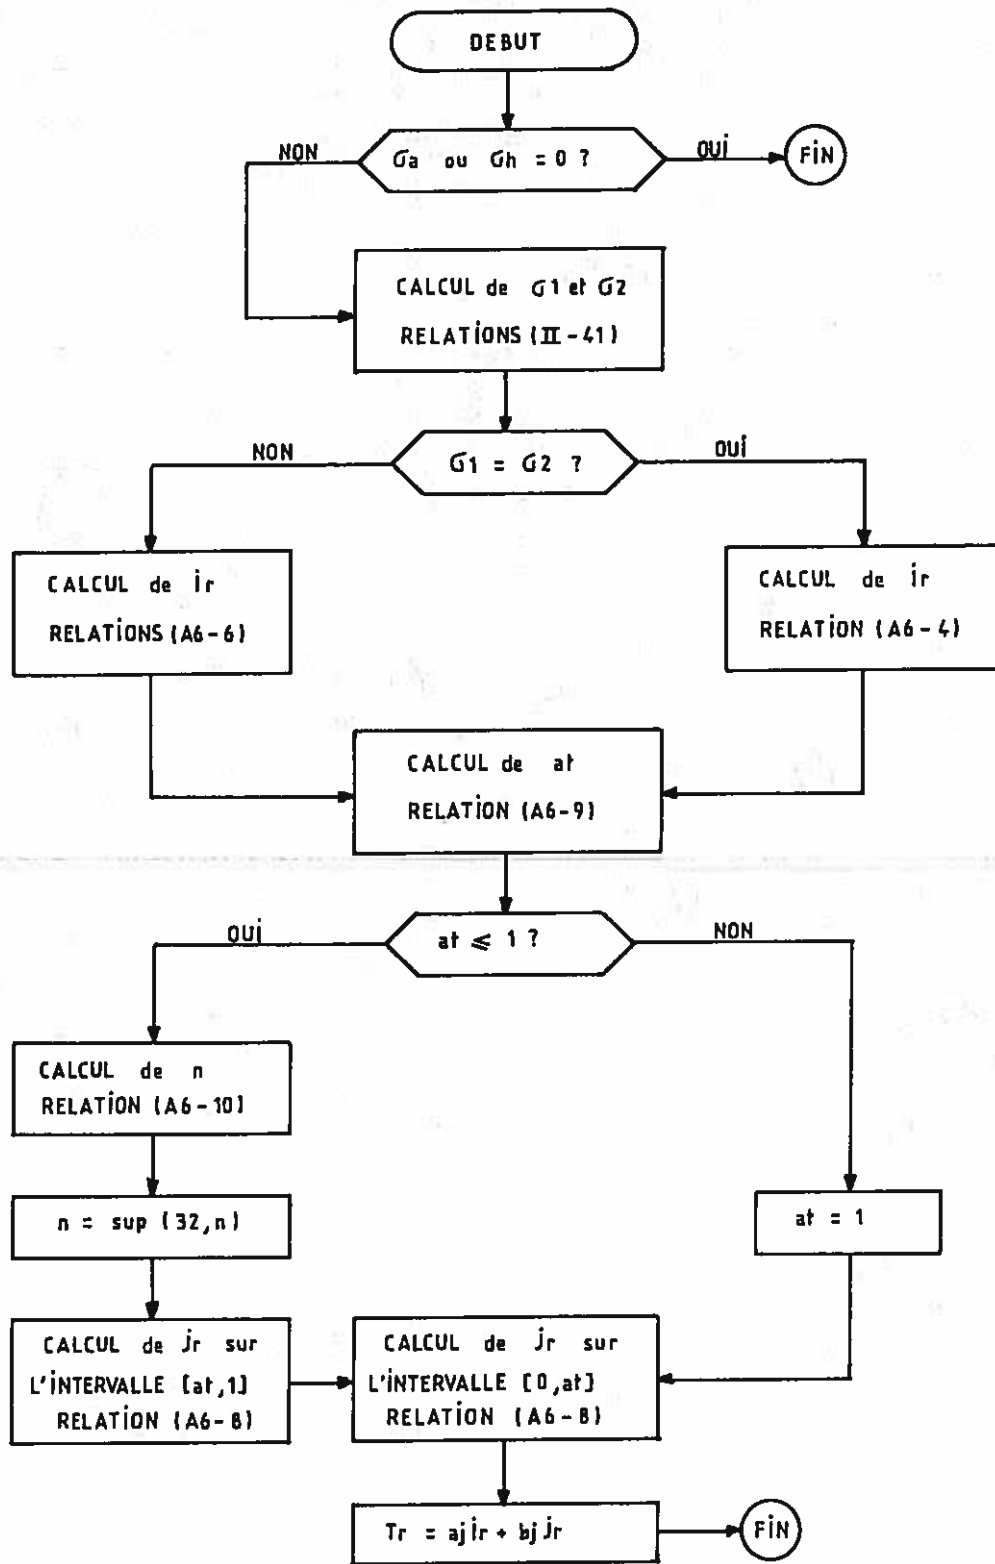 DEBUT
NON
σa ou σh = 0 ?
OUi
FiN
CALCUL de σ1 et σ2
RELATiONS (II-41)
NON
σ1 = σ2 ?
OUi
CALCUL de ir
RELATiONS (A6-6)
CALCUL de ir
RELATiON (A6-4)
CALCUL de at
RELATiON (A6-9)
OUi
at ⩽ 1 ?
NON
CALCUL de n
RELATiON (A6-10)
n = sup (32,n)
at = 1
CALCUL de jr sur
L'iNTERVALLE [at,1]
RELATiON (A6-8)
CALCUL de jr sur
L'iNTERVALLE [0,at]
RELATiON (A6-8)
Tr = aj ir + bj jr
FiN